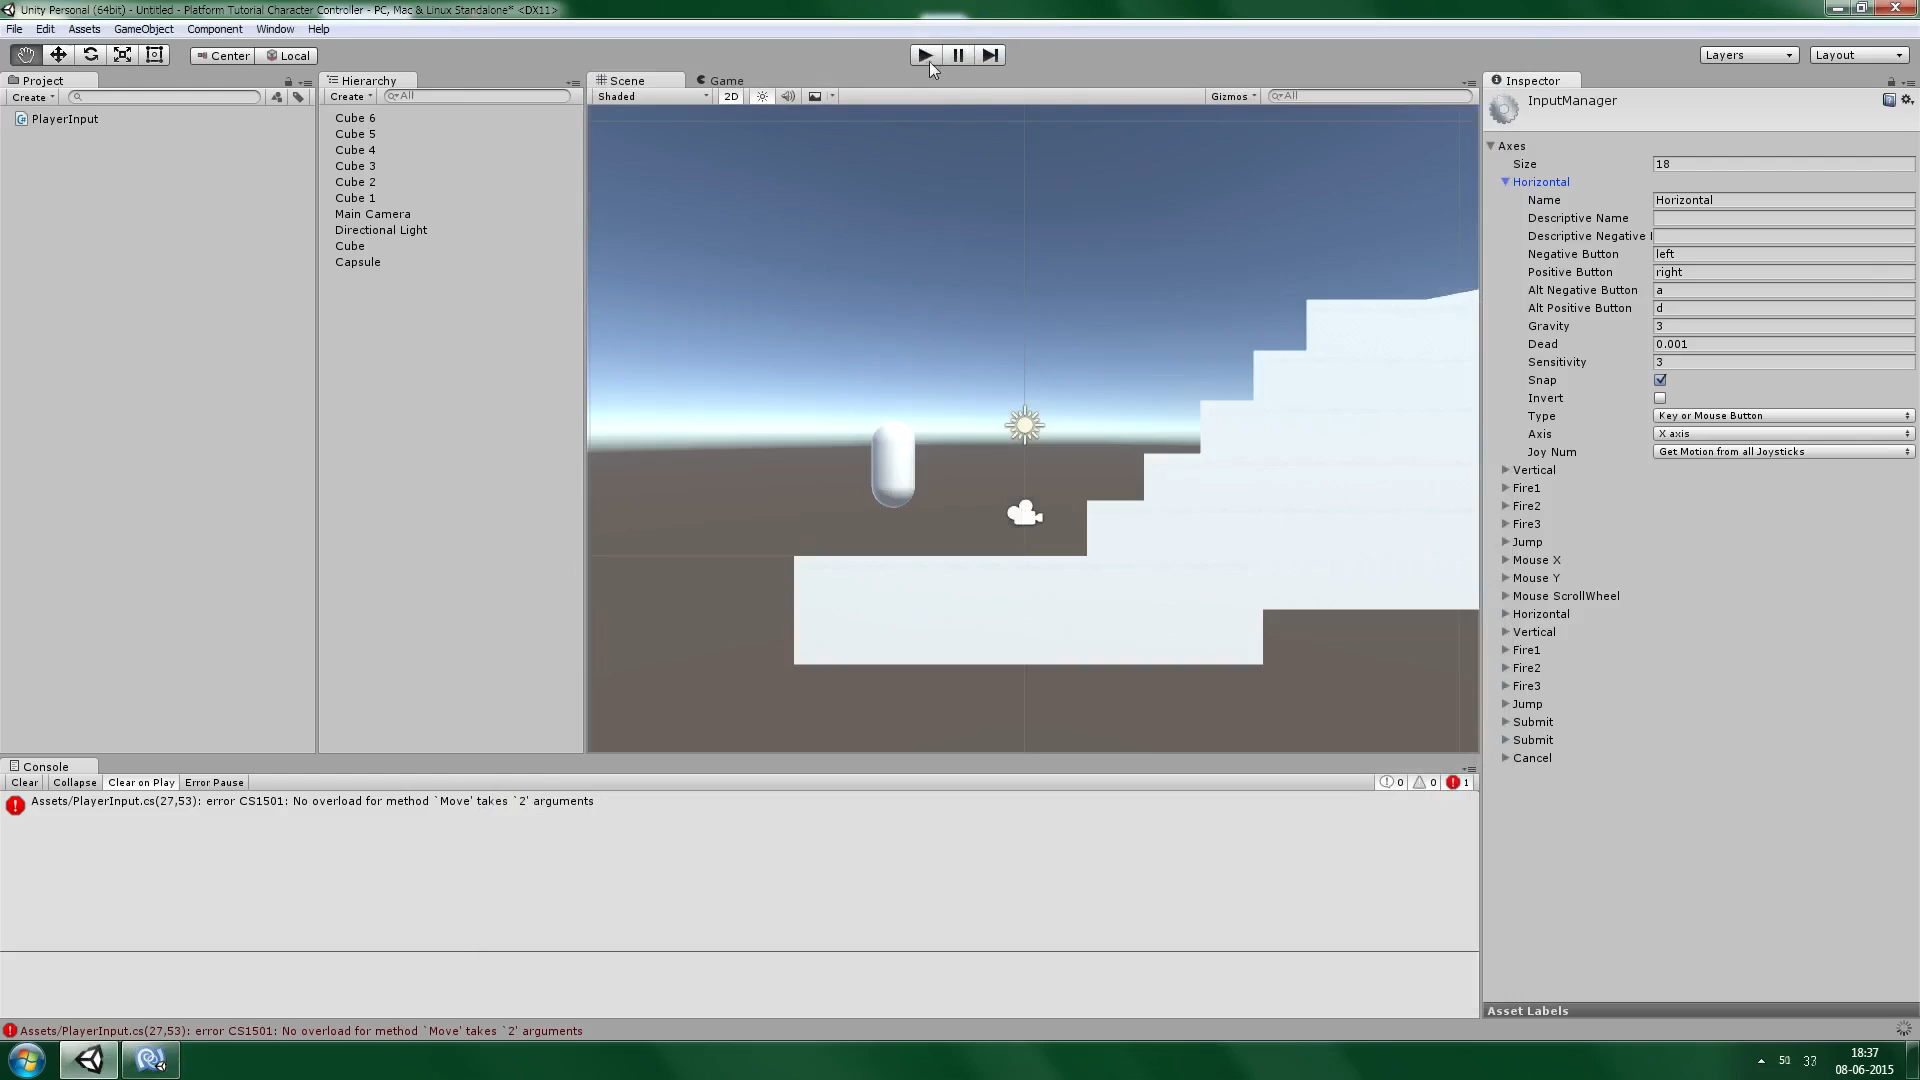 Unity Personal (64bit) - Untitled - Platform Tutorial Character Controller - PC, Mac & Linux Standalone* <DX11>
File Edit Assets GameObject Component Window Help
Center Local
Layers Layout
Project
Create
PlayerInput
Hierarchy
Create All
Cube 6
Cube 5
Cube 4
Cube 3
Cube 2
Cube 1
Main Camera
Directional Light
Cube
Capsule
Scene Game
Shaded 2D Gizmos All
Inspector
InputManager
Axes
Size 18
Horizontal
Name Horizontal
Descriptive Name
Descriptive Negative
Negative Button left
Positive Button right
Alt Negative Button a
Alt Positive Button d
Gravity 3
Dead 0.001
Sensitivity 3
Snap
Invert
Type Key or Mouse Button
Axis X axis
Joy Num Get Motion from all Joysticks
Vertical
Fire1
Fire2
Fire3
Jump
Mouse X
Mouse Y
Mouse ScrollWheel
Horizontal
Vertical
Fire1
Fire2
Fire3
Jump
Submit
Submit
Cancel
Asset Labels
Console
Clear Collapse Clear on Play Error Pause 0 0 1
Assets/PlayerInput.cs(27,53): error CS1501: No overload for method `Move' takes `2' arguments
Assets/PlayerInput.cs(27,53): error CS1501: No overload for method `Move' takes `2' arguments
50 33 18:37
08-06-2015